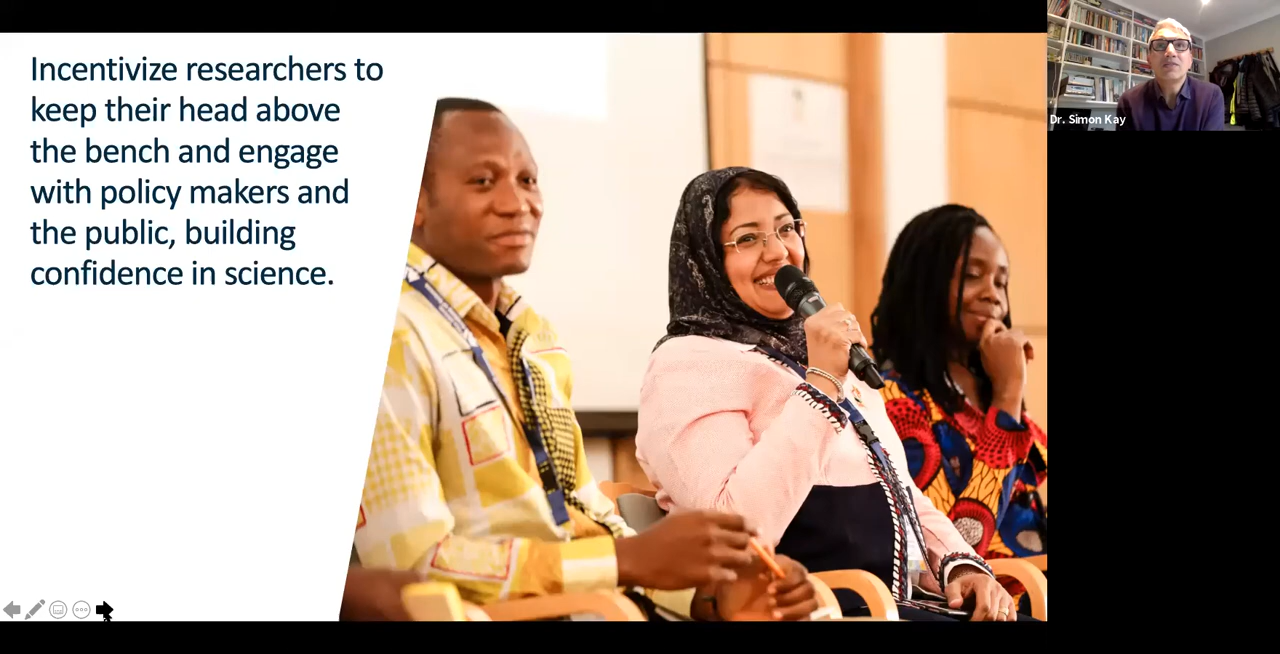 Incentivize researchers to
keep their head above
the bench and engage
with policy makers and
the public, building
confidence in science.
Dr. Simon Kay